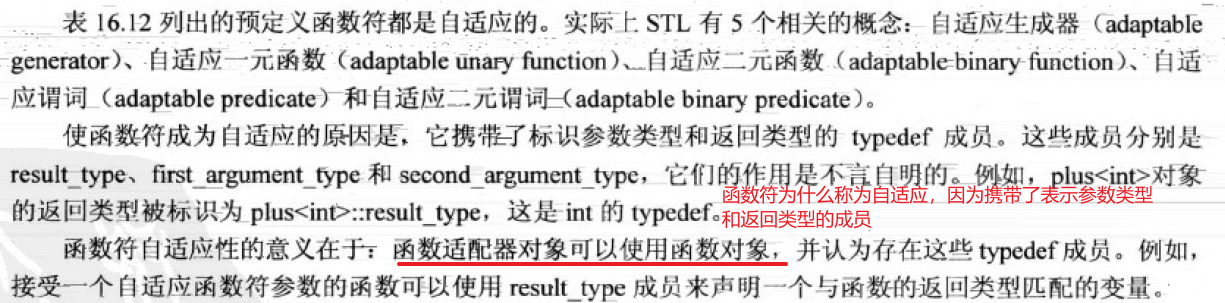 表 16.12 列出的预定义函数符都是自适应的。实际上 STL 有 5 个相关的概念：自适应生成器（adaptable
generator）、自适应一元函数（adaptable unary function）、自适应二元函数（adaptable binary function）、自适
应谓词（adaptable predicate）和自适应二元谓词（adaptable binary predicate）。
使函数符成为自适应的原因是，它携带了标识参数类型和返回类型的 typedef 成员。这些成员分别是
result_type、first_argument_type 和 second_argument_type，它们的作用是不言自明的。例如，plus<int>对象
的返回类型被标识为 plus<int>::result_type，这是 int 的 typedef。
函数符为什么称为自适应，因为携带了表示参数类型
和返回类型的成员
函数符自适应性的意义在于：函数适配器对象可以使用函数对象，并认为存在这些 typedef 成员。例如，
接受一个自适应函数符参数的函数可以使用 result_type 成员来声明一个与函数的返回类型匹配的变量。